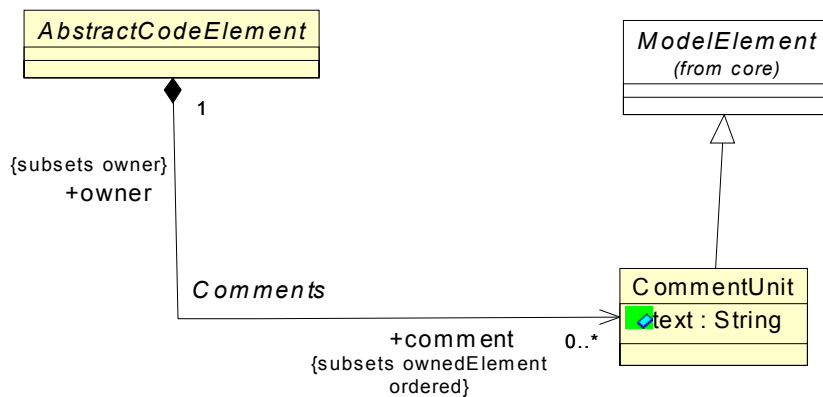 AbstractCodeElement
ModelElement
(from core)
1
{subsets owner}
+owner
Comments
CommentUnit
text : String
+comment
0..*
{subsets ownedElement
ordered}